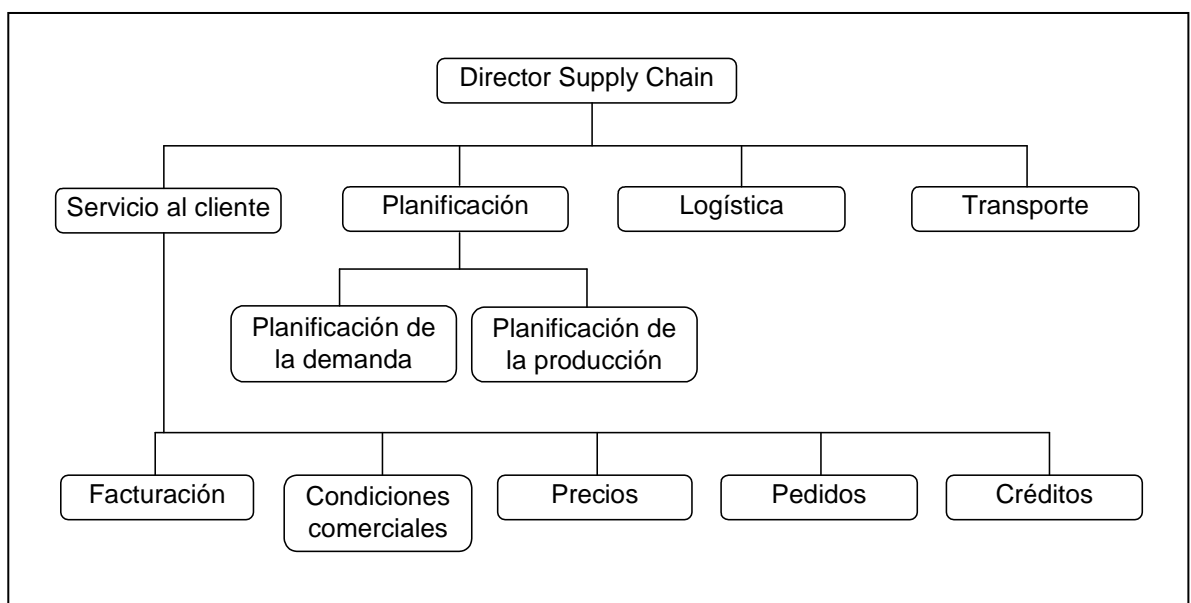 Director Supply Chain
Servicio al cliente
Planificación
Logística
Transporte
Planificación de
la demanda
Planificación de
la producción
Facturación
Condiciones
comerciales
Precios
Pedidos
Créditos